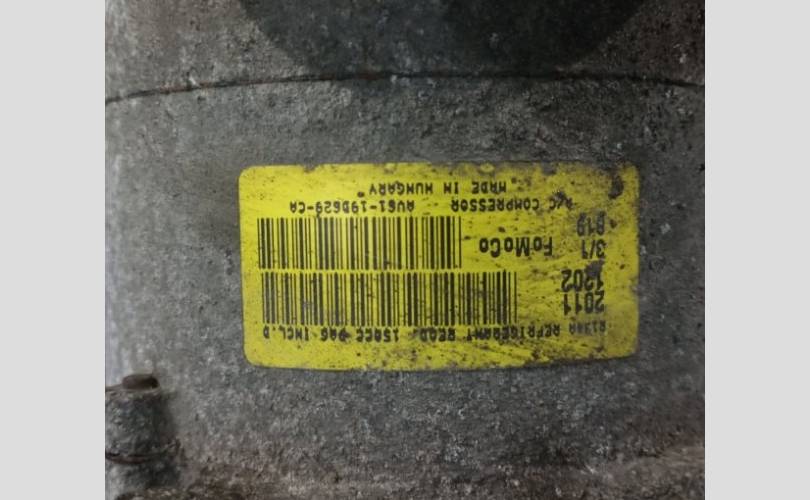 R134A REFRIGERANT REQD. 150CC PAG INCL.D
2011
1202
3/1 FoMoCo
A/C COMPRESSOR AV61-19D629-CA
"MADE IN HUNGARY"